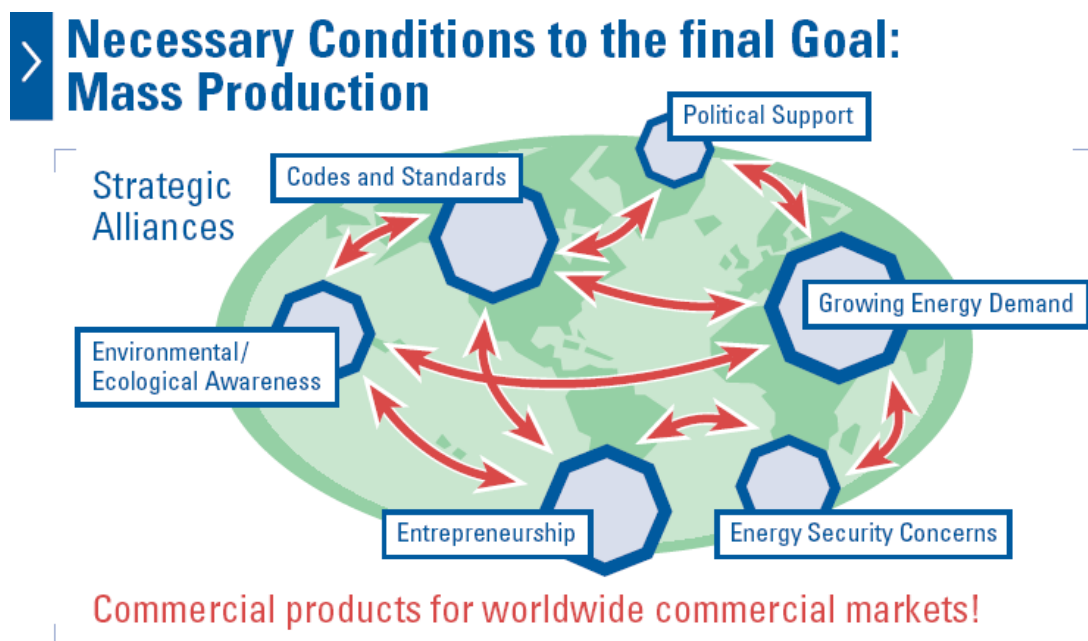 Necessary Conditions to the final Goal:
Mass Production
Political Support
Codes and Standards
Strategic
Alliances
Growing Energy Demand
Environmental/
Ecological Awareness
Entrepreneurship
Energy Security Concerns
Commercial products for worldwide commercial markets!